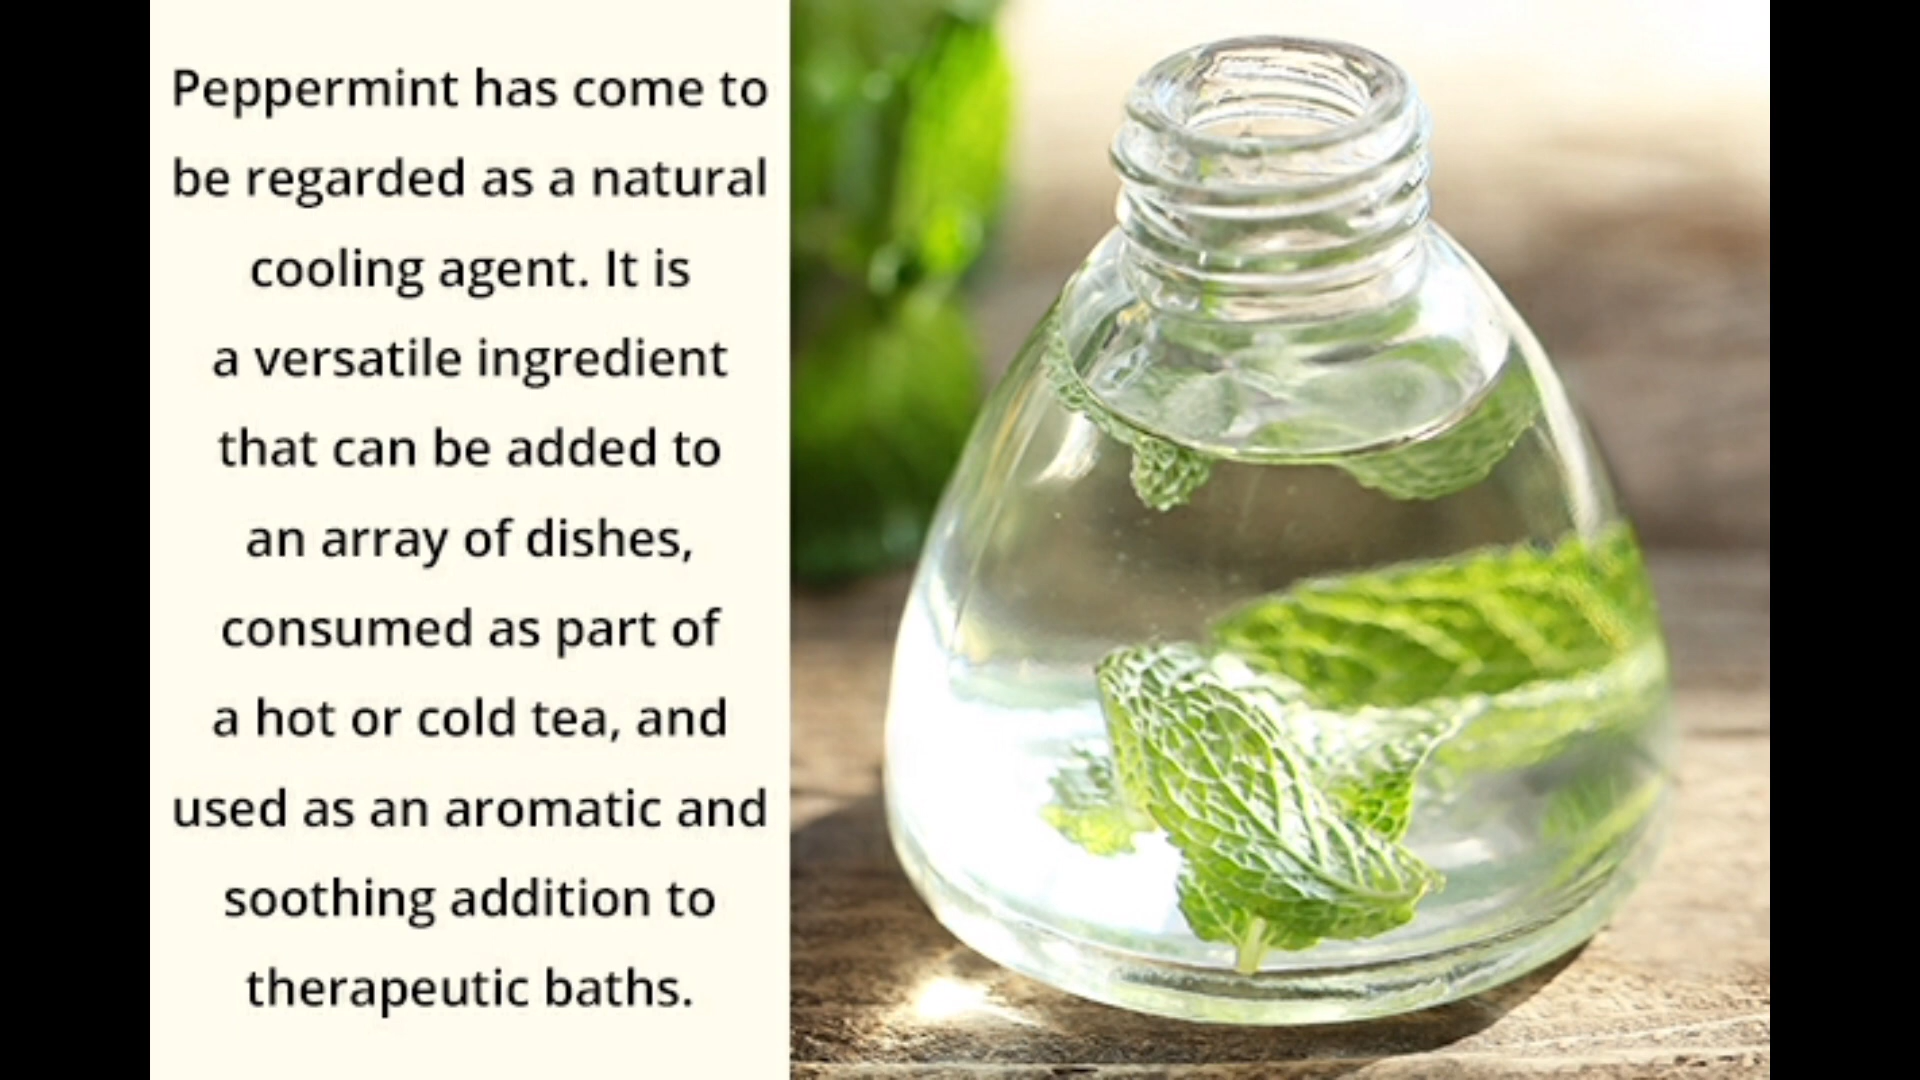 Peppermint has come to
be regarded as a natural
cooling agent. It is
a versatile ingredient
that can be added to
an array of dishes,
consumed as part of
a hot or cold tea, and
used as an aromatic and
soothing addition to
therapeutic baths.